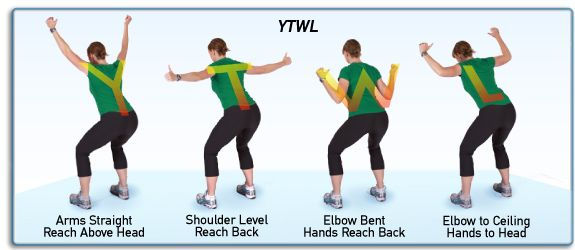 YTWL
Y T W L
Arms Straight
Reach Above Head
Shoulder Level
Reach Back
Elbow Bent
Hands Reach Back
Elbow to Ceiling
Hands to Head